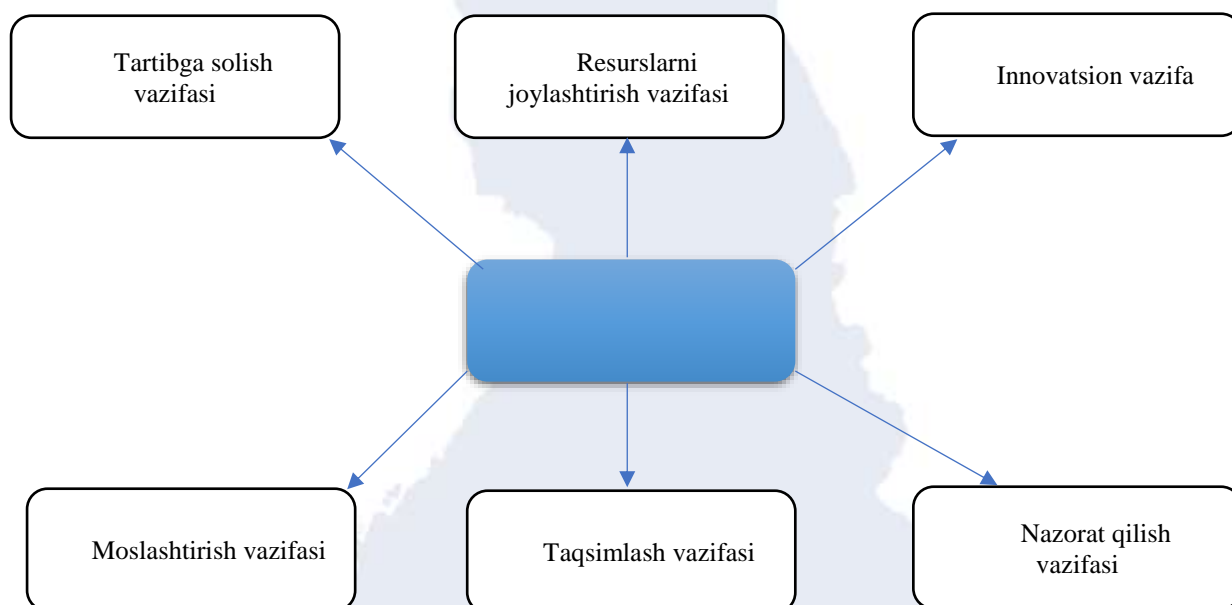 Tartibga solish
vazifasi
Resurslarni
joylashtirish vazifasi
Innovatsion vazifa
Moslashtirish vazifasi
Taqsimlash vazifasi
Nazorat qilish
vazifasi